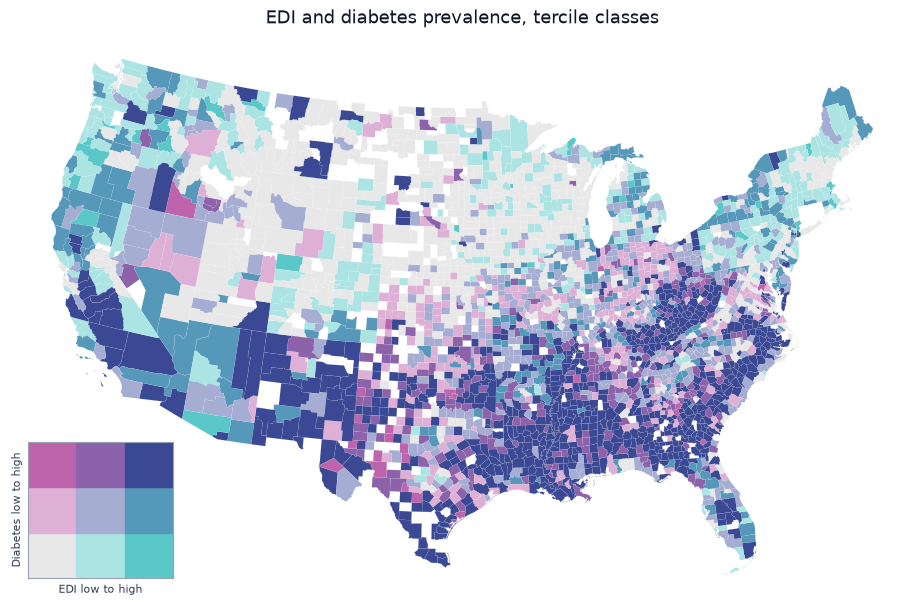 EDI and diabetes prevalence, tercile classes
Diabetes low to high
EDI low to high